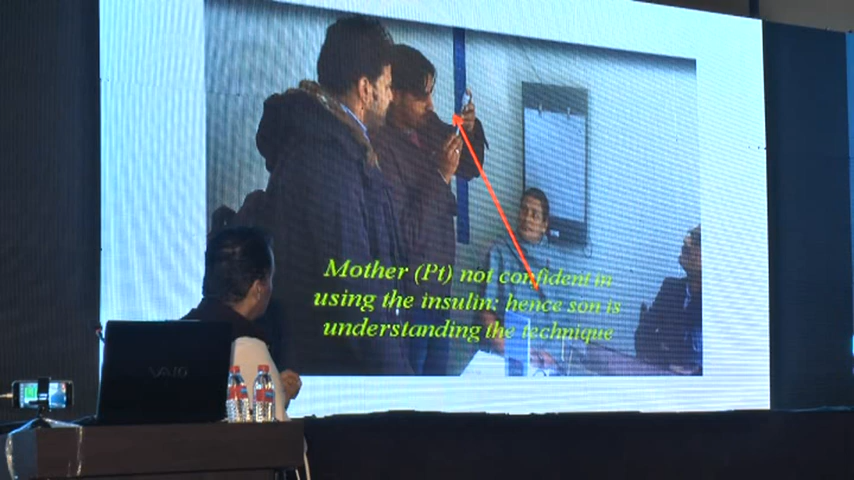 Mother (Pt) not confident in
using the insulin: hence son is
understanding the technique
VAIO